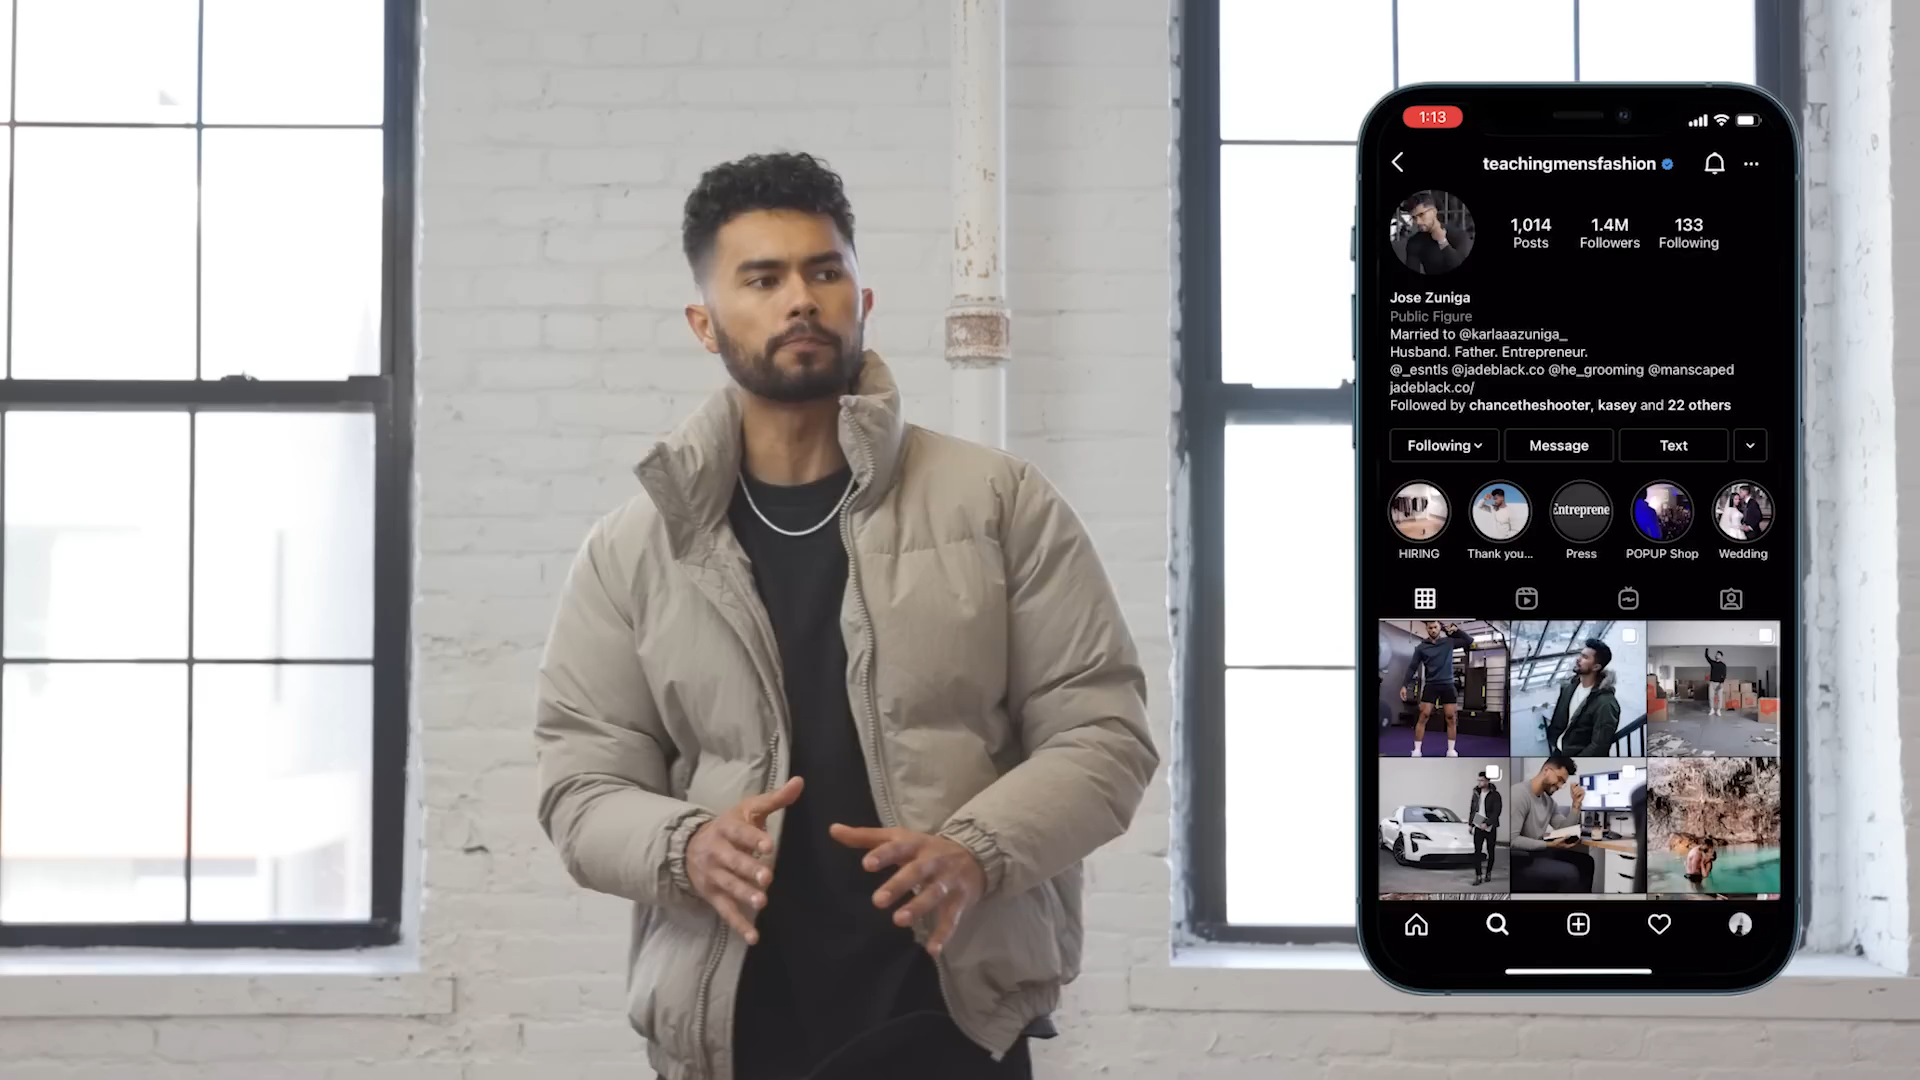 1:13
teachingmensfashion
1,014 1.4M 133
Posts Followers Following
Jose Zuniga
Public Figure
Married to @karlaaazuniga_
Husband. Father. Entrepreneur.
@_esntls @jadeblack.co @he_grooming @manscaped
jadeblack.co/
Followed by chancetheshooter, kasey and 22 others
Following Message Text
Entreprene
HIRING Thank you... Press POPUP Shop Wedding